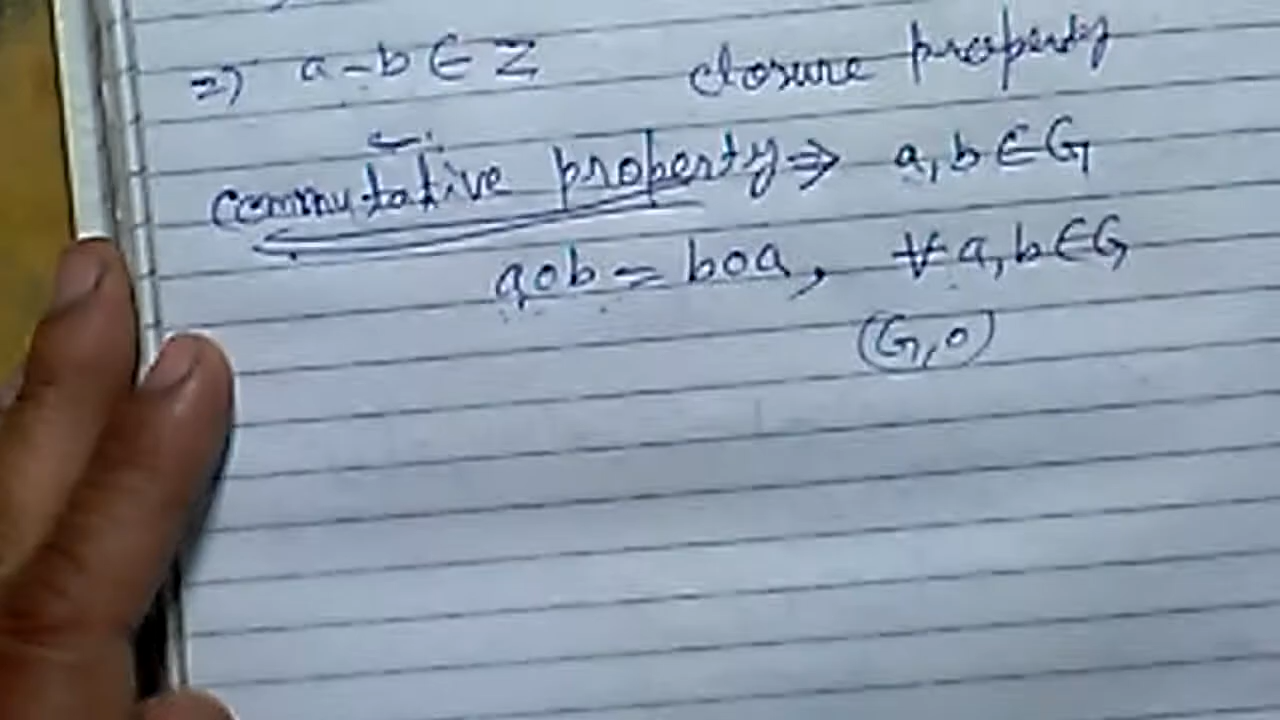 => a-b ∈ Z closure property
commutative property => a, b ∈ G
aob = boa, ∀ a, b ∈ G
(G, o)